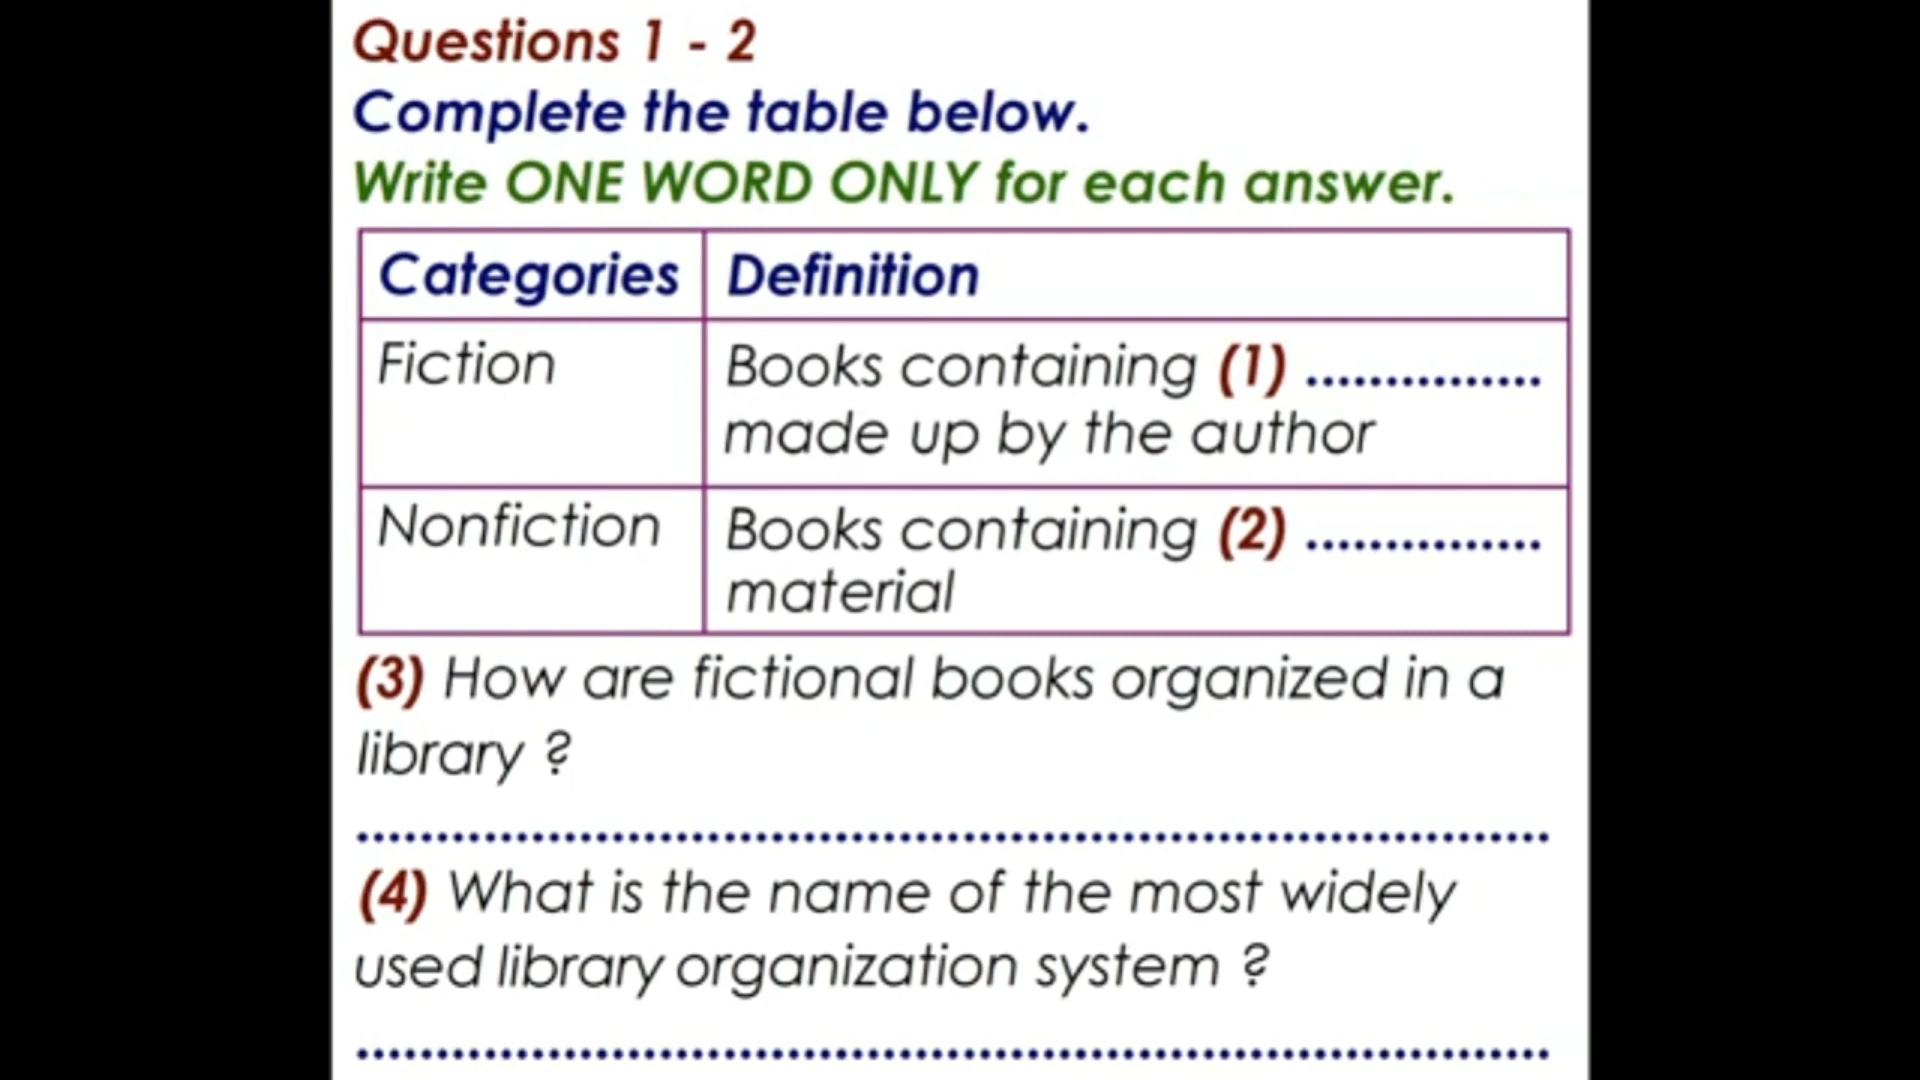 Questions 1 - 2
Complete the table below.
Write ONE WORD ONLY for each answer.
Categories Definition
Fiction Books containing (1) ...............
made up by the author
Nonfiction Books containing (2) ...............
material
(3) How are fictional books organized in a
library ?
...........................................................................
(4) What is the name of the most widely
used library organization system ?
...........................................................................